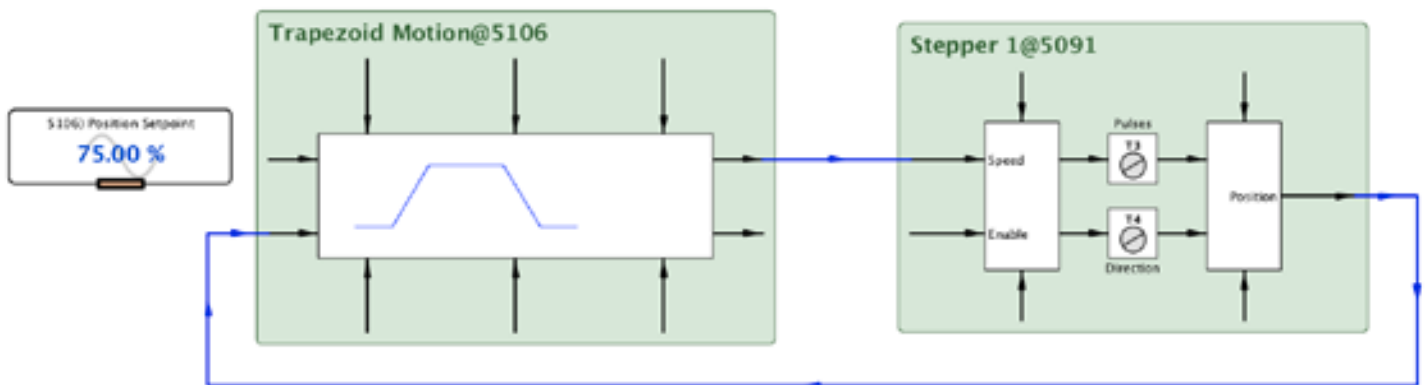 Trapezoid Motion@5106
Stepper 1@5091
5106) Position Setpoint
75.00 %
Pulses
T3
Speed
Position
T4
Enable
Direction